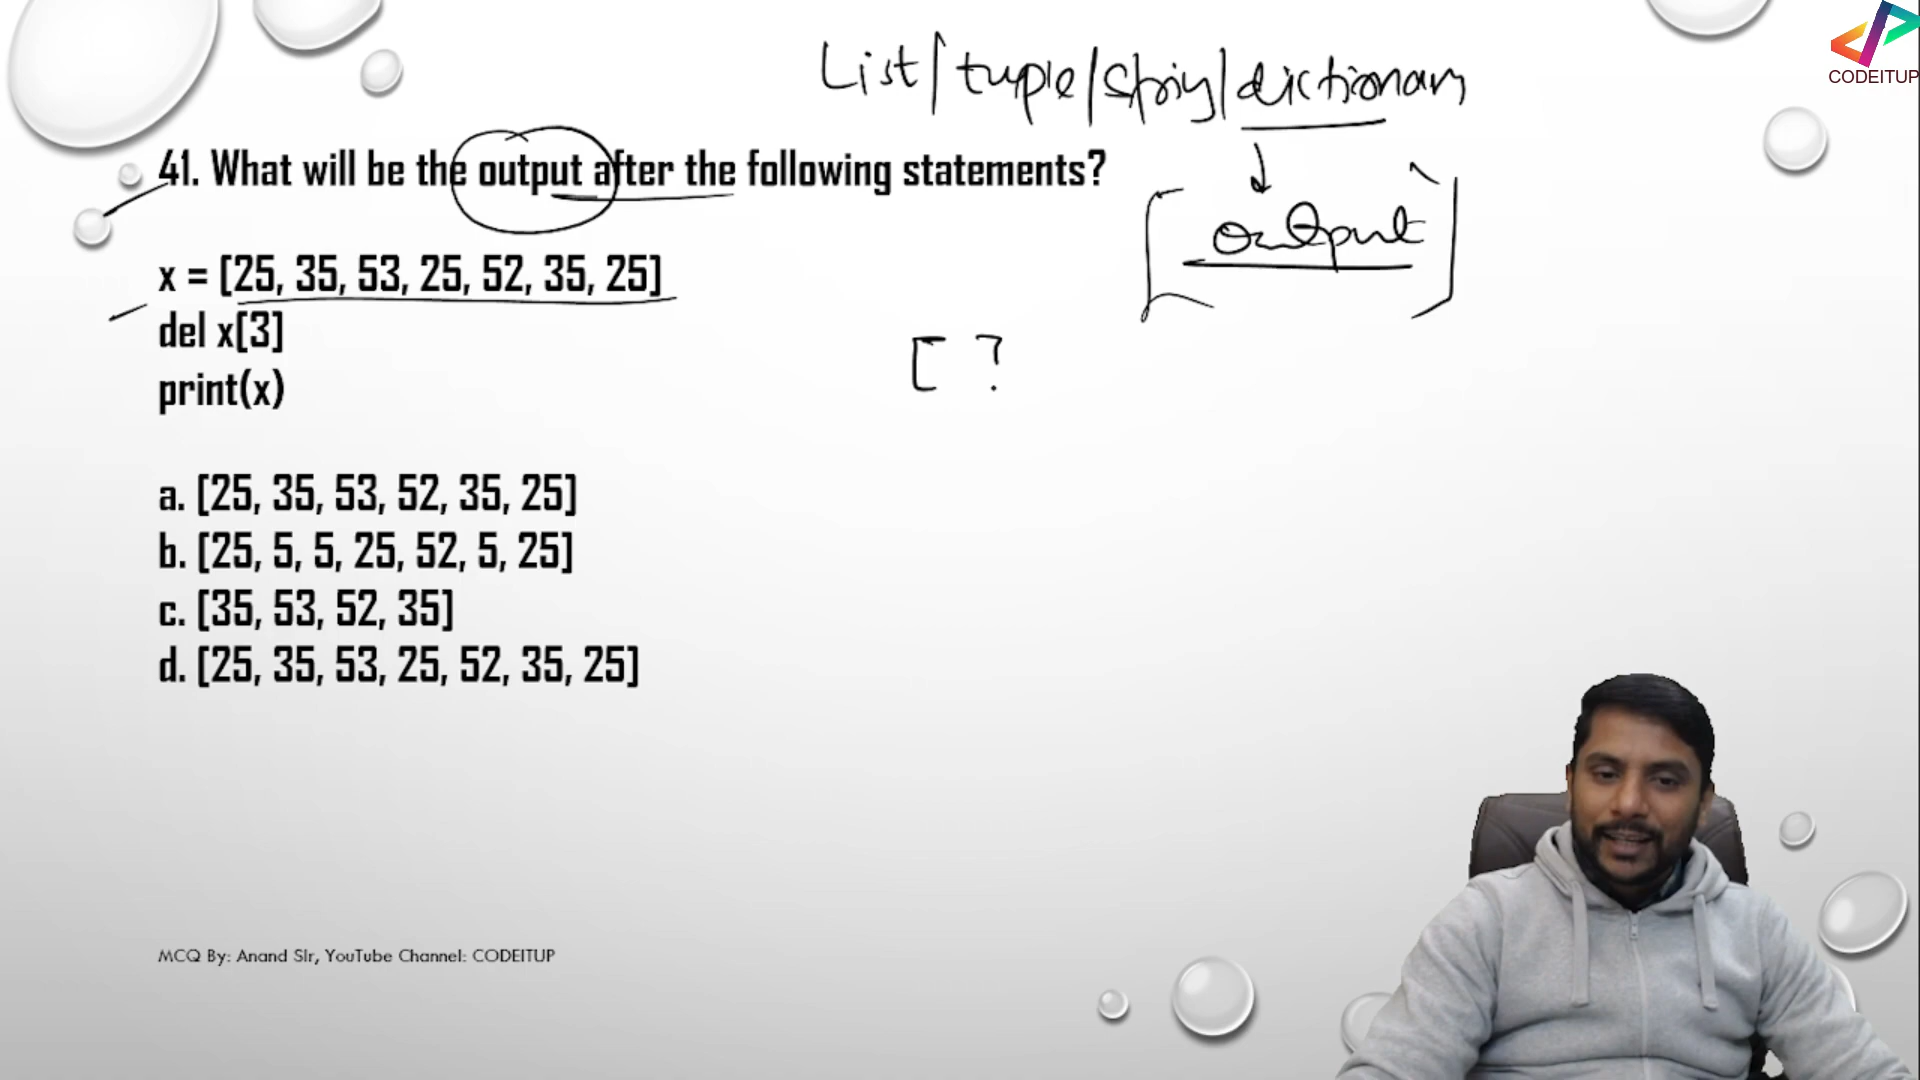 List/tuple/string/dictionary
CODEITUP
41. What will be the output after the following statements?
output
x = [25, 35, 53, 25, 52, 35, 25]
del x[3]
[ ?
print(x)
a. [25, 35, 53, 52, 35, 25]
b. [25, 5, 5, 25, 52, 5, 25]
c. [35, 53, 52, 35]
d. [25, 35, 53, 25, 52, 35, 25]
MCQ By: Anand SIr, YouTube Channel: CODEITUP